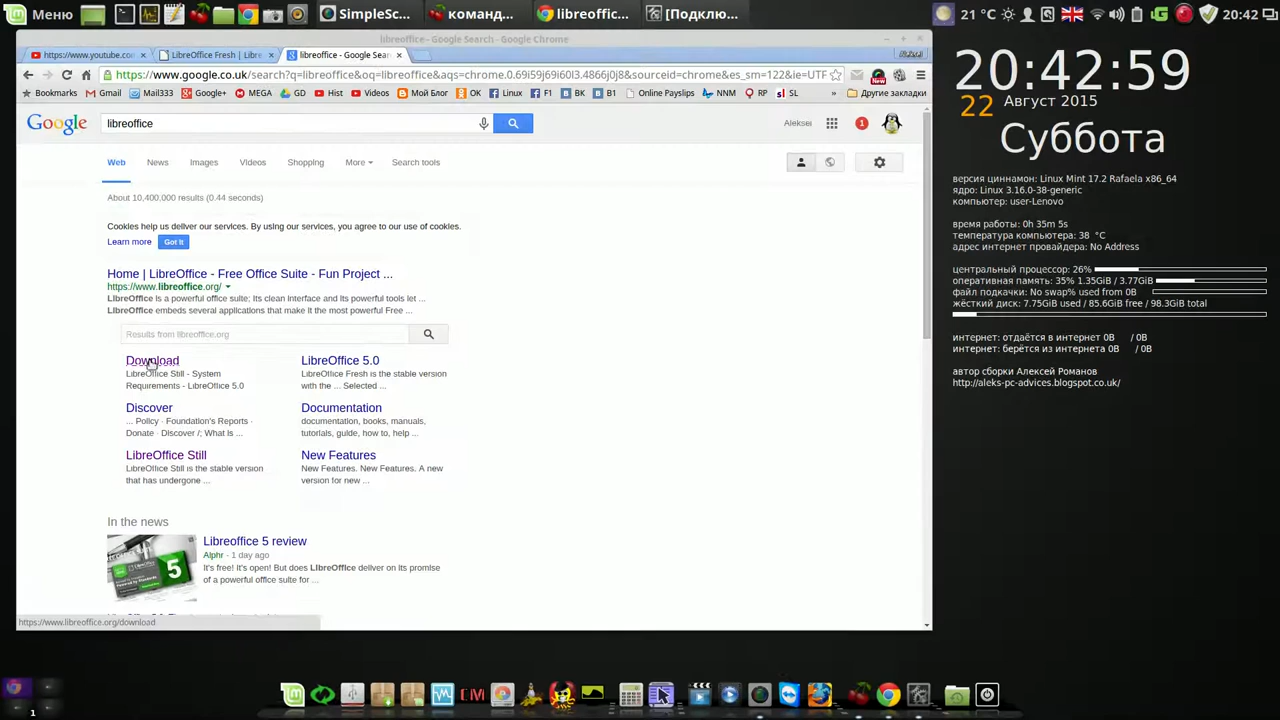 Меню
SimpleSc...
команд...
libreoffic...
[Подклю...
21 °C
20:42
libreoffice - Google Search - Google Chrome
https://www.youtube.co
LibreOffice Fresh | Libre
libreoffice - Google Sear
Aleksei
https://www.google.co.uk/search?q=libreoffice&oq=libreoffice&aqs=chrome.0.69i59j69i60l3.4866j0j8&sourceid=chrome&es_sm=122&ie=UTF
Bookmarks
Gmail
Mail333
Google+
MEGA
GD
Hist
Videos
Мой Блог
OK
Linux
F1
BK
B1
Online Payslips
NNM
RP
SL
»
Другие закладки
Google
libreoffice
Aleksei
1
Web
News
Images
Videos
Shopping
More
Search tools
About 10,400,000 results (0.44 seconds)
Cookies help us deliver our services. By using our services, you agree to our use of cookies.
Learn more
Got it
Home | LibreOffice - Free Office Suite - Fun Project ...
https://www.libreoffice.org/
LibreOffice is a powerful office suite; its clean interface and its powerful tools let ...
LibreOffice embeds several applications that make it the most powerful Free ...
Results from libreoffice.org
Download
LibreOffice Still - System
Requirements - LibreOffice 5.0
LibreOffice 5.0
LibreOffice Fresh is the stable version
with the ... Selected ...
Discover
... Policy · Foundation's Reports ·
Donate · Discover /; What is ...
Documentation
documentation, books, manuals,
tutorials, guide, how to, help ...
LibreOffice Still
LibreOffice Still is the stable version
that has undergone ...
New Features
New Features. New Features. A new
version for new ...
In the news
Libreoffice 5 review
Alphr - 1 day ago
It's free! It's open! But does LibreOffice deliver on its promise
of a powerful office suite for ...
5
https://www.libreoffice.org/download
20:42:59
22 Август 2015
Суббота
версия циннамон: Linux Mint 17.2 Rafaela x86_64
ядро: Linux 3.16.0-38-generic
компьютер: user-Lenovo
время работы: 0h 35m 5s
температура компьютера: 38 °C
адрес интернет провайдера: No Address
центральный процессор: 26%
оперативная память: 35% 1.35GiB / 3.77GiB
файл подкачки: No swap% used from 0B
жёсткий диск: 7.75GiB used / 85.6GiB free / 98.3GiB total
интернет: отдаётся в интернет 0B / 0B
интернет: берётся из интернета 0B / 0B
автор сборки Алексей Романов
http://aleks-pc-advices.blogspot.co.uk/
1